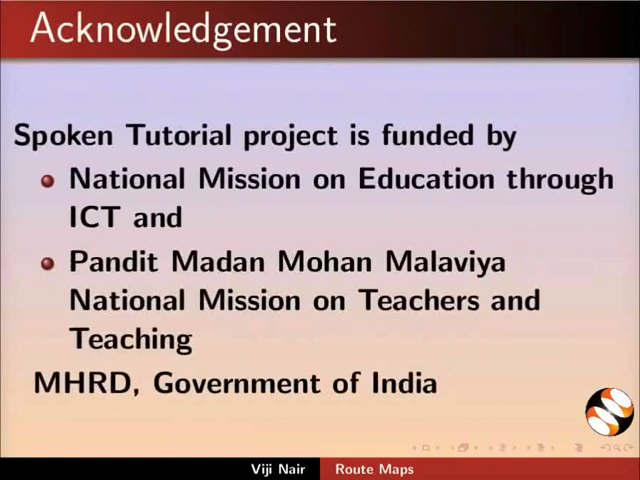 Acknowledgement
Spoken Tutorial project is funded by
National Mission on Education through
ICT and
Pandit Madan Mohan Malaviya
National Mission on Teachers and
Teaching
MHRD, Government of India
Viji Nair Route Maps